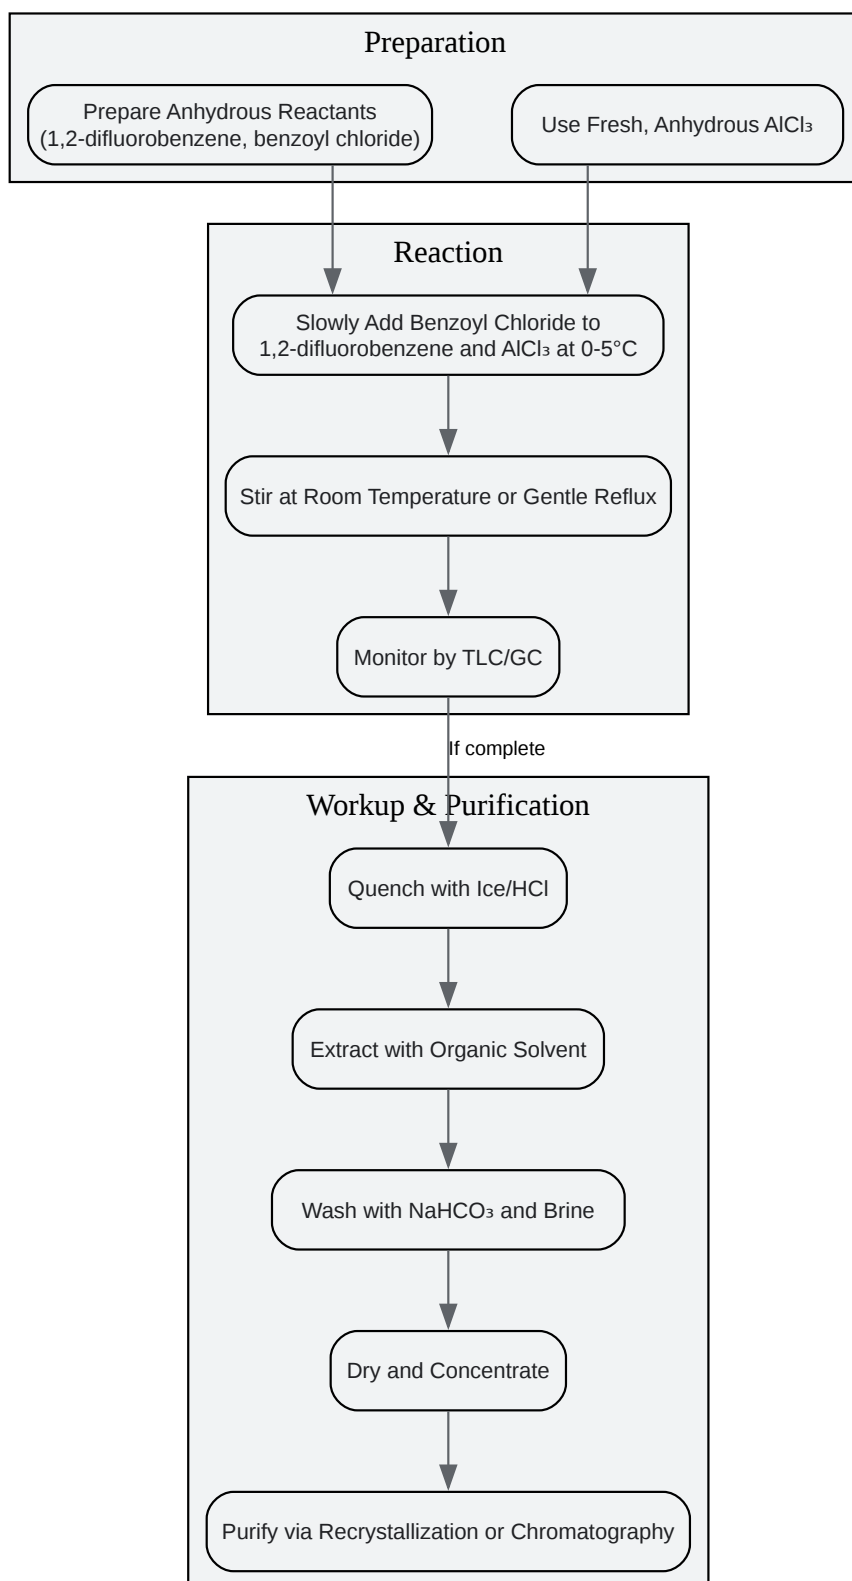 Preparation
Prepare Anhydrous Reactants
(1,2-difluorobenzene, benzoyl chloride)
Use Fresh, Anhydrous AlCl₃
Reaction
Slowly Add Benzoyl Chloride to
1,2-difluorobenzene and AlCl₃ at 0-5°C
Stir at Room Temperature or Gentle Reflux
Monitor by TLC/GC
If complete
Workup & Purification
Quench with Ice/HCl
Extract with Organic Solvent
Wash with NaHCO₃ and Brine
Dry and Concentrate
Purify via Recrystallization or Chromatography